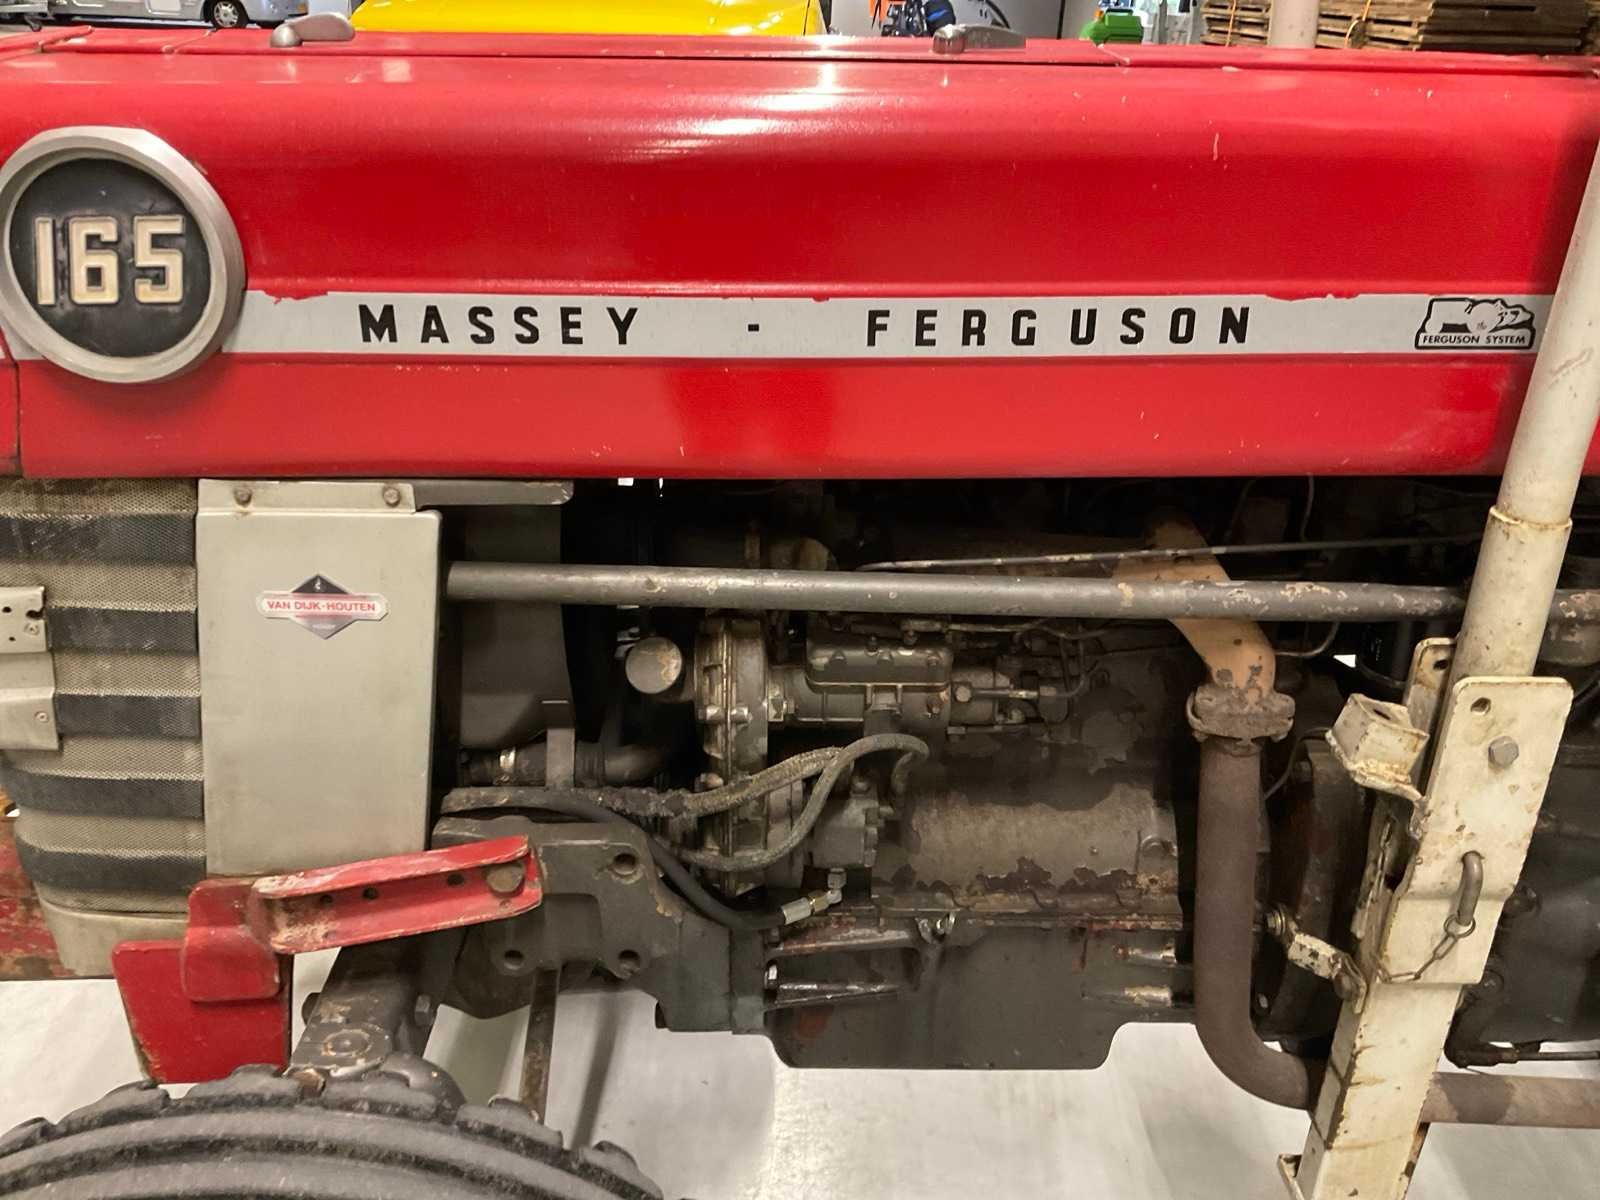 165
MASSEY - FERGUSON
FERGUSON SYSTEM
VAN DIJK-HOUTEN